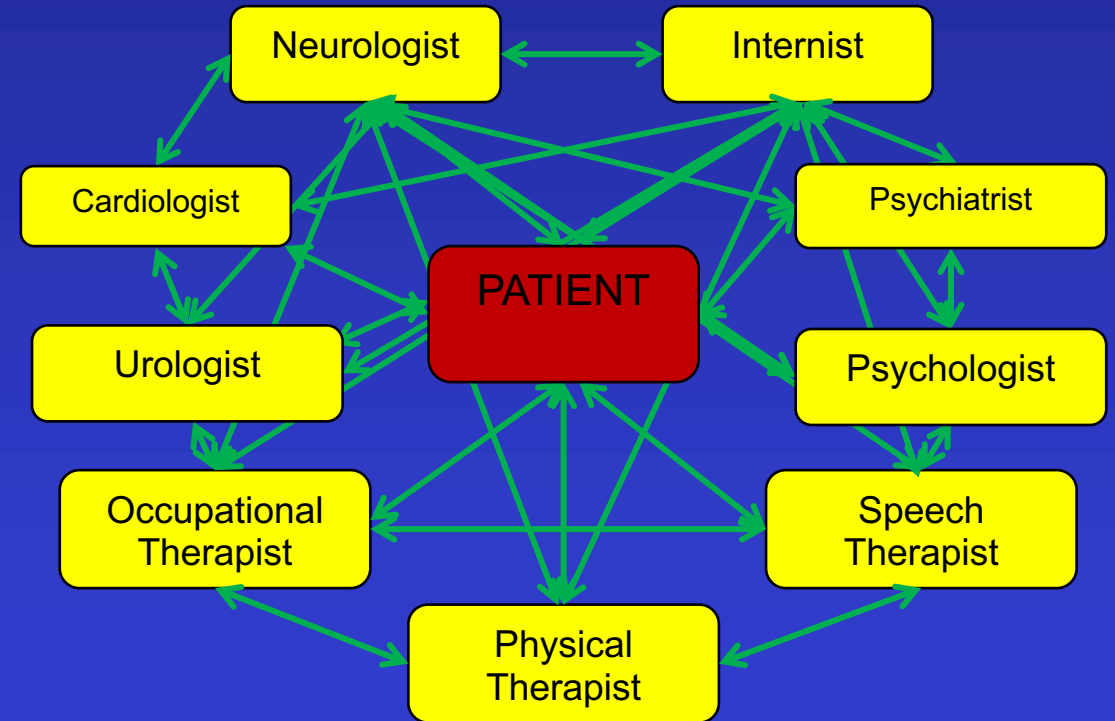 Neurologist
Internist
Cardiologist
Psychiatrist
PATIENT
Urologist
Psychologist
Occupational
Therapist
Speech
Therapist
Physical
Therapist